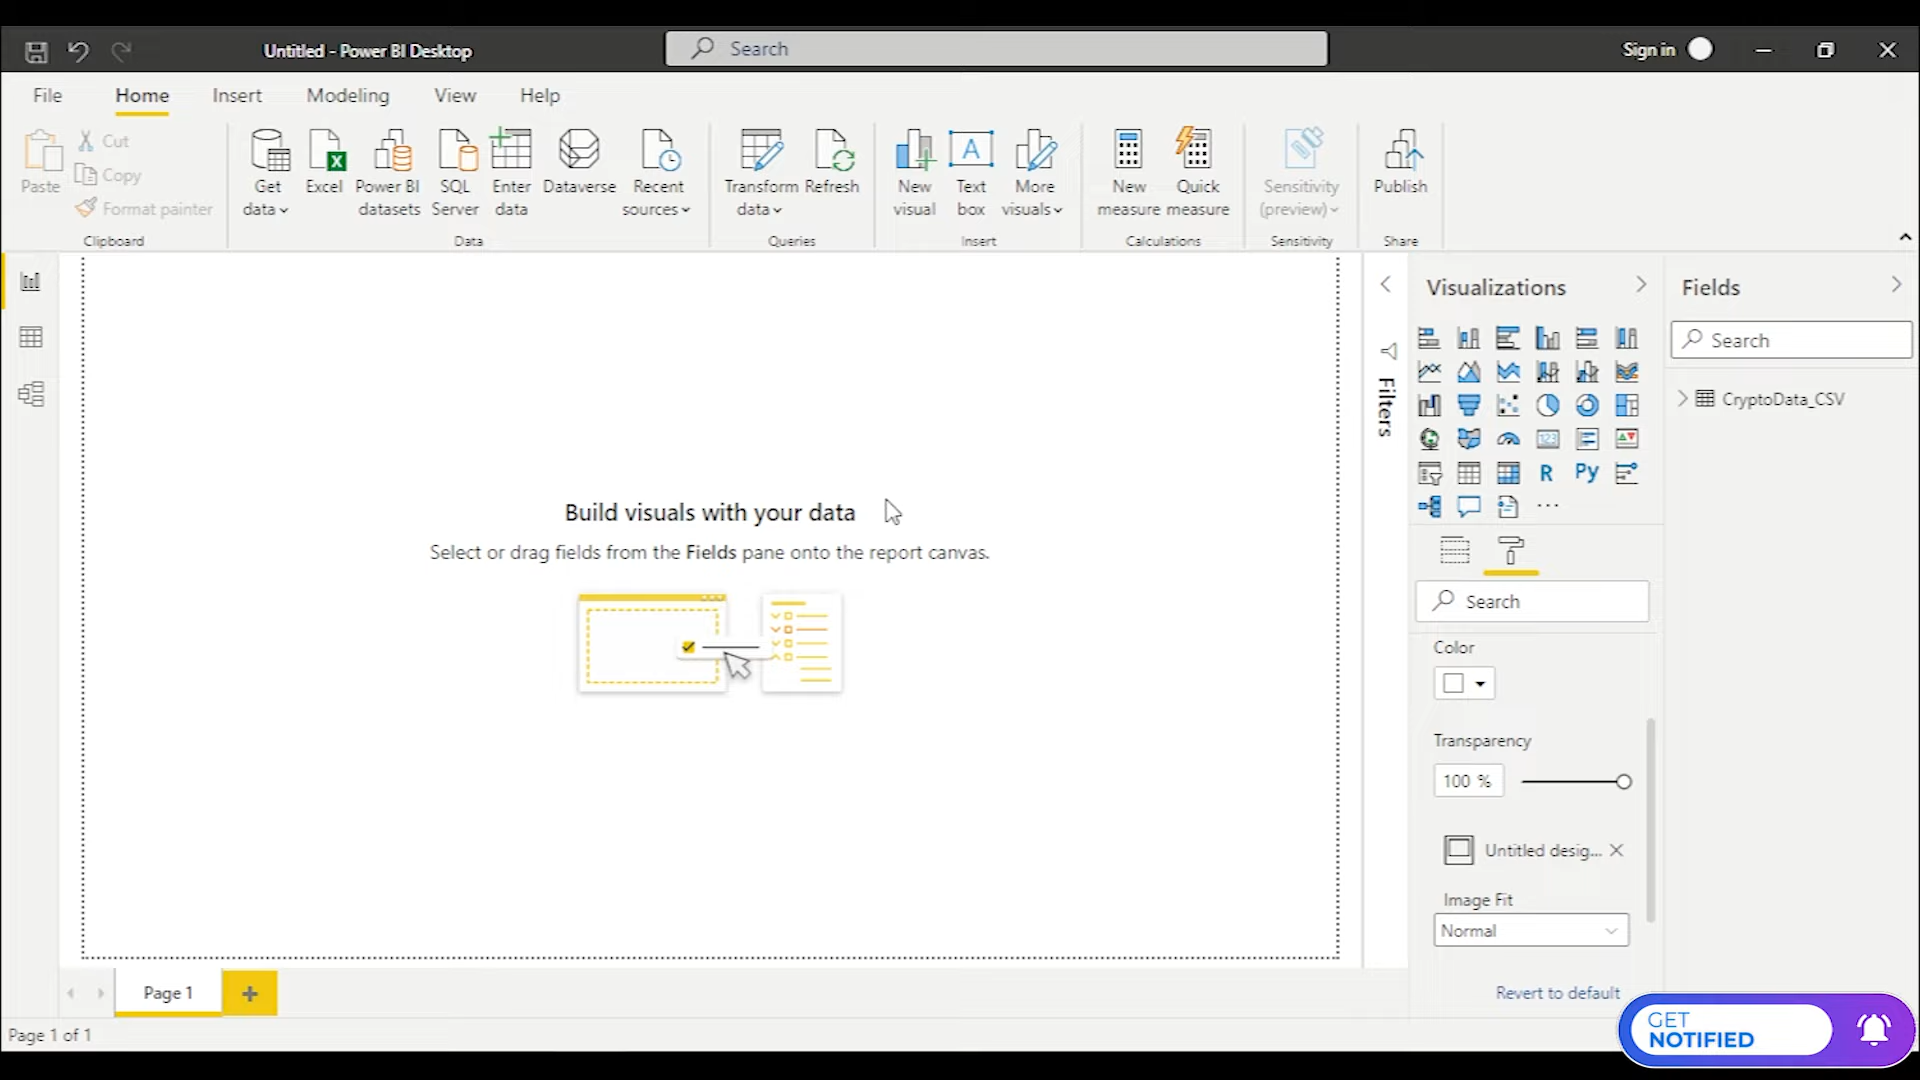 Untitled - Power BI Desktop
Search
Sign in
File
Home
Insert
Modeling
View
Help
Paste
Cut
Copy
Format painter
Clipboard
Get
data
Excel
Power BI
datasets
SQL
Server
Enter
data
Dataverse
Recent
sources
Data
Transform
data
Refresh
Queries
New
visual
Text
box
More
visuals
Insert
New
measure
Quick
measure
Calculations
Sensitivity
(preview)
Sensitivity
Publish
Share
Build visuals with your data
Select or drag fields from the Fields pane onto the report canvas.
Filters
Visualizations
R
Py
123
Search
Color
Transparency
100 %
Untitled desig...
Image Fit
Normal
Revert to default
Fields
Search
CryptoData_CSV
Page 1
Page 1 of 1
GET
NOTIFIED